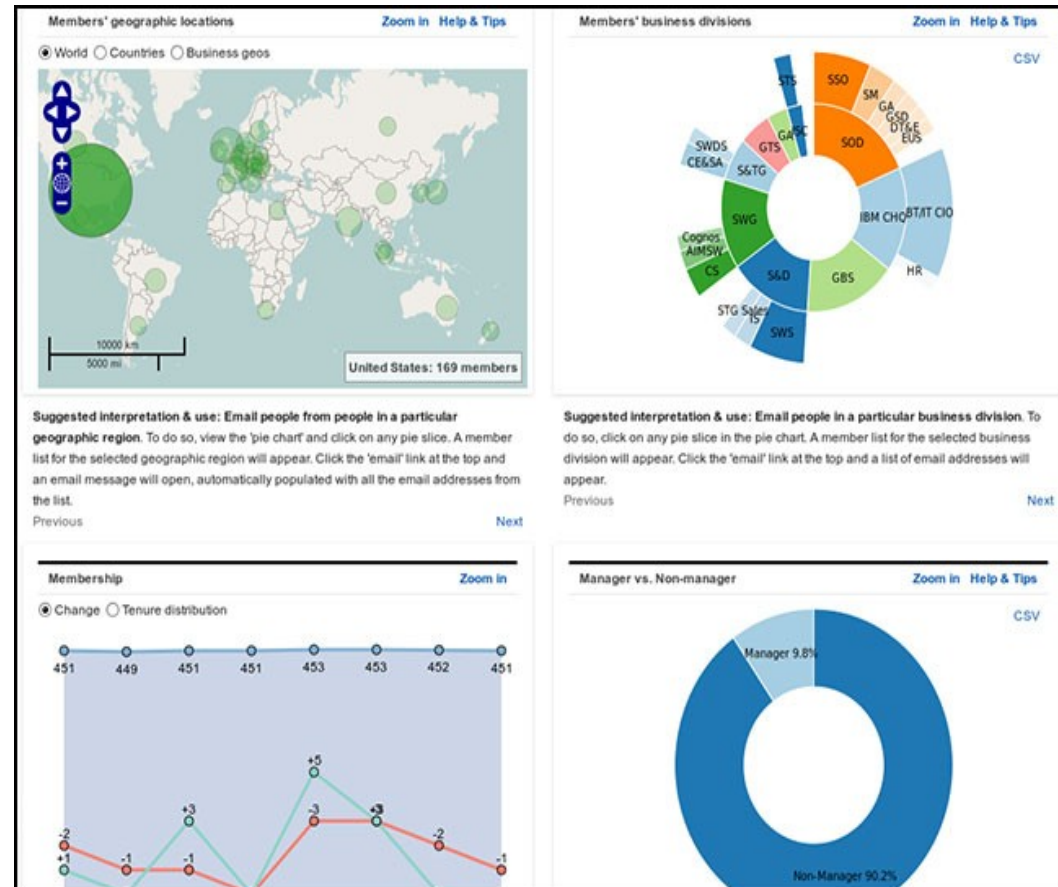 Members' geographic locations Zoom in Help & Tips
World Countries Business geos
10000 km
5000 mi
United States: 169 members
Suggested interpretation & use: Email people from people in a particular
geographic region. To do so, view the 'pie chart' and click on any pie slice. A member
list for the selected geographic region will appear. Click the 'email' link at the top and
an email message will open, automatically populated with all the email addresses from
the list.
Previous Next
Members' business divisions Zoom in Help & Tips
CSV
STS
SSO
SM
GA
GSD
DT&E
EUS
SOD
GA
GTS
SWDS
CE&SA
S&TG
SWG
IBM CHQ
BT/IT CIO
HR
Cognos
AIMSW
CS
S&D
GBS
STG Sales
IS
SWS
Suggested interpretation & use: Email people in a particular business division. To
do so, click on any pie slice in the pie chart. A member list for the selected business
division will appear. Click the 'email' link at the top and a list of email addresses will
appear.
Previous Next
Membership Zoom in
Change Tenure distribution
451 449 451 451 453 453 452 451
+5
+3 -3 +3
-2 -2
+1 -1 -1 -1
Manager vs. Non-manager Zoom in Help & Tips
CSV
Manager 9.8%
Non-Manager 90.2%